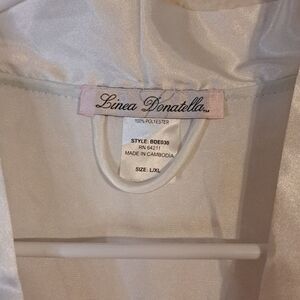 Linea Donatella...
100% POLYESTER
STYLE: BDE036
RN 64211
MADE IN CAMBODIA
SIZE: L/XL